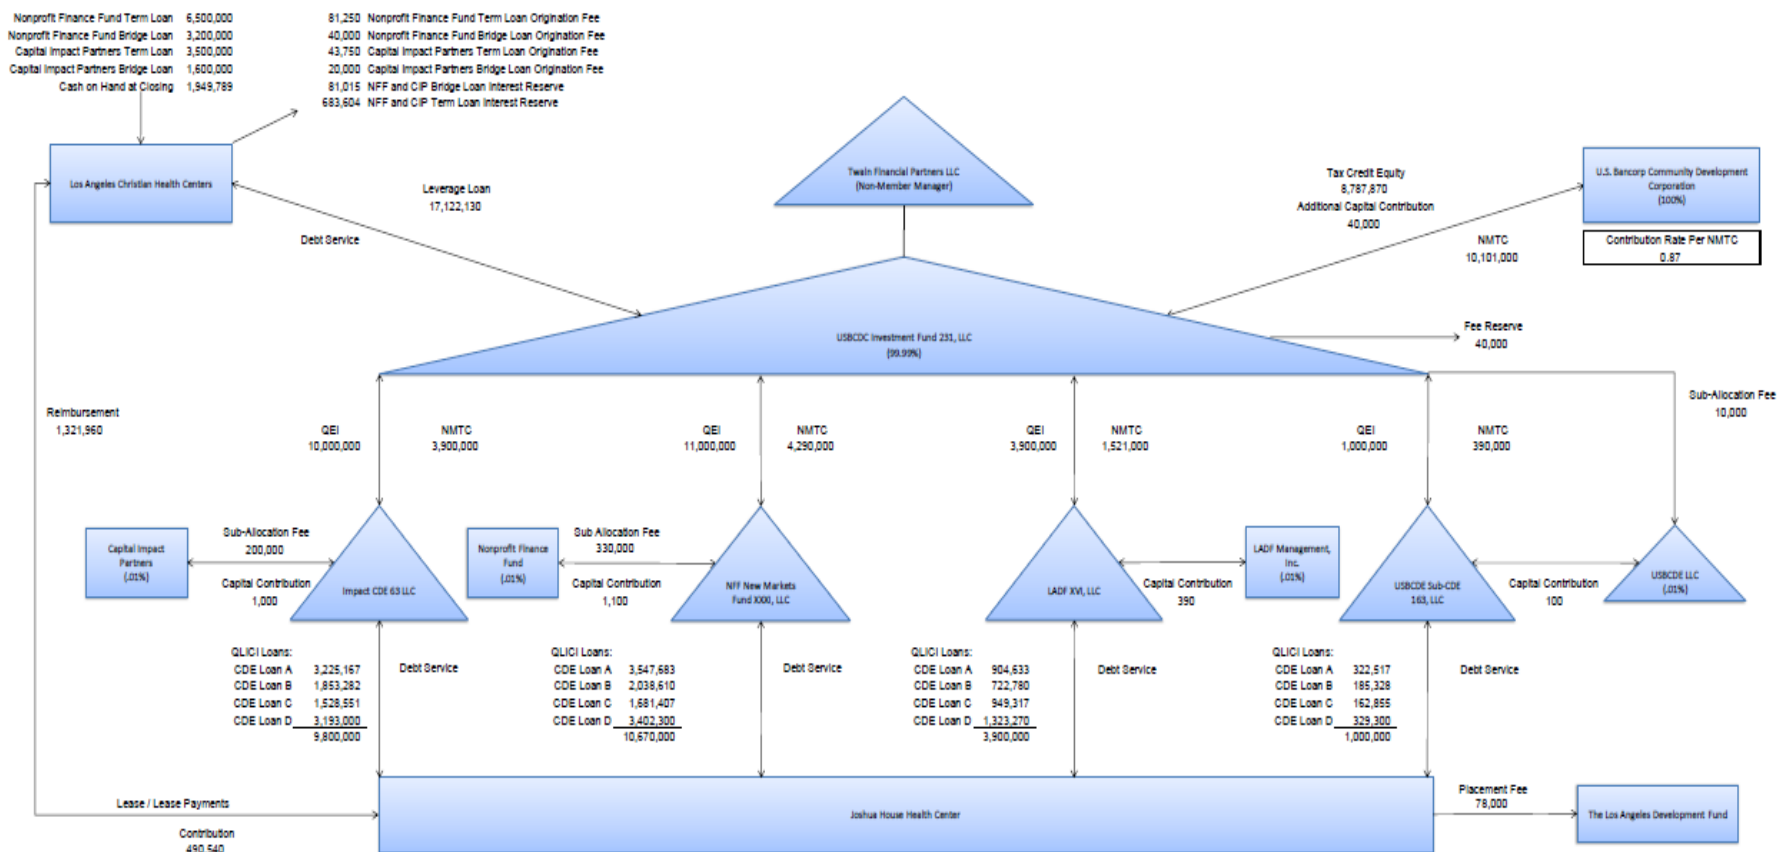 Nonprofit Finance Fund Term Loan 6,500,000
Nonprofit Finance Fund Bridge Loan 3,200,000
Capital Impact Partners Term Loan 3,500,000
Capital Impact Partners Bridge Loan 1,600,000
Cash on Hand at Closing 1,949,789
81,250 Nonprofit Finance Fund Term Loan Origination Fee
40,000 Nonprofit Finance Fund Bridge Loan Origination Fee
43,750 Capital Impact Partners Term Loan Origination Fee
20,000 Capital Impact Partners Bridge Loan Origination Fee
81,015 NFF and CIP Bridge Loan Interest Reserve
683,604 NFF and CIP Term Loan Interest Reserve
Los Angeles Christian Health Centers
Leverage Loan
17,122,130
Debt Service
Twain Financial Partners LLC
(Non-Member Manager)
Tax Credit Equity
8,787,870
Additional Capital Contribution
40,000
NMTC
10,101,000
U.S. Bancorp Community Development
Corporation
(100%)
Contribution Rate Per NMTC
0.87
USBCDC Investment Fund 231, LLC
(99.99%)
Fee Reserve
40,000
Reimbursement
1,321,960
QEI
10,000,000
NMTC
3,900,000
QEI
11,000,000
NMTC
4,290,000
QEI
3,900,000
NMTC
1,521,000
QEI
1,000,000
NMTC
390,000
Sub-Allocation Fee
10,000
Capital Impact
Partners
(.01%)
Sub-Allocation Fee
200,000
Capital Contribution
1,000
Impact CDE 63 LLC
Nonprofit Finance
Fund
(.01%)
Sub Allocation Fee
330,000
Capital Contribution
1,100
NFF New Markets
Fund XXXI, LLC
LADF XVI, LLC
Capital Contribution
390
LADF Management,
Inc.
(.01%)
USBCDE Sub-CDE
163, LLC
Capital Contribution
100
USBCDE LLC
(.01%)
QLICI Loans:
CDE Loan A 3,225,167
CDE Loan B 1,853,282
CDE Loan C 1,528,551
CDE Loan D 3,193,000
9,800,000
Debt Service
QLICI Loans:
CDE Loan A 3,547,683
CDE Loan B 2,038,610
CDE Loan C 1,681,407
CDE Loan D 3,402,300
10,670,000
Debt Service
QLICI Loans:
CDE Loan A 904,633
CDE Loan B 722,780
CDE Loan C 949,317
CDE Loan D 1,323,270
3,900,000
Debt Service
QLICI Loans:
CDE Loan A 322,517
CDE Loan B 185,328
CDE Loan C 162,855
CDE Loan D 329,300
1,000,000
Debt Service
Lease / Lease Payments
Contribution
490,540
Joshua House Health Center
Placement Fee
78,000
The Los Angeles Development Fund